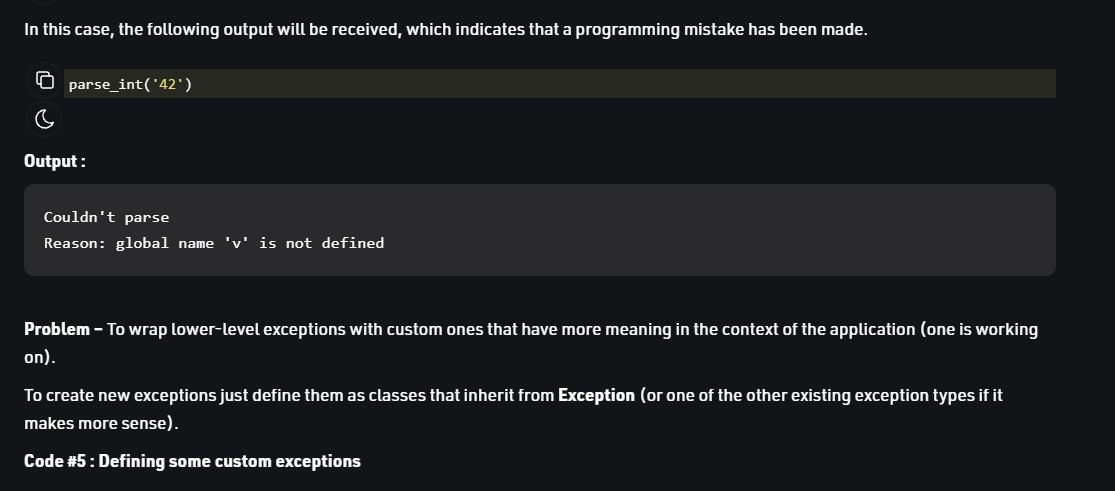 In this case, the following output will be received, which indicates that a programming mistake has been made.
parse_int('42')
Output :
Couldn't parse
Reason: global name 'v' is not defined
Problem – To wrap lower-level exceptions with custom ones that have more meaning in the context of the application (one is working
on).
To create new exceptions just define them as classes that inherit from Exception (or one of the other existing exception types if it
makes more sense).
Code #5 : Defining some custom exceptions